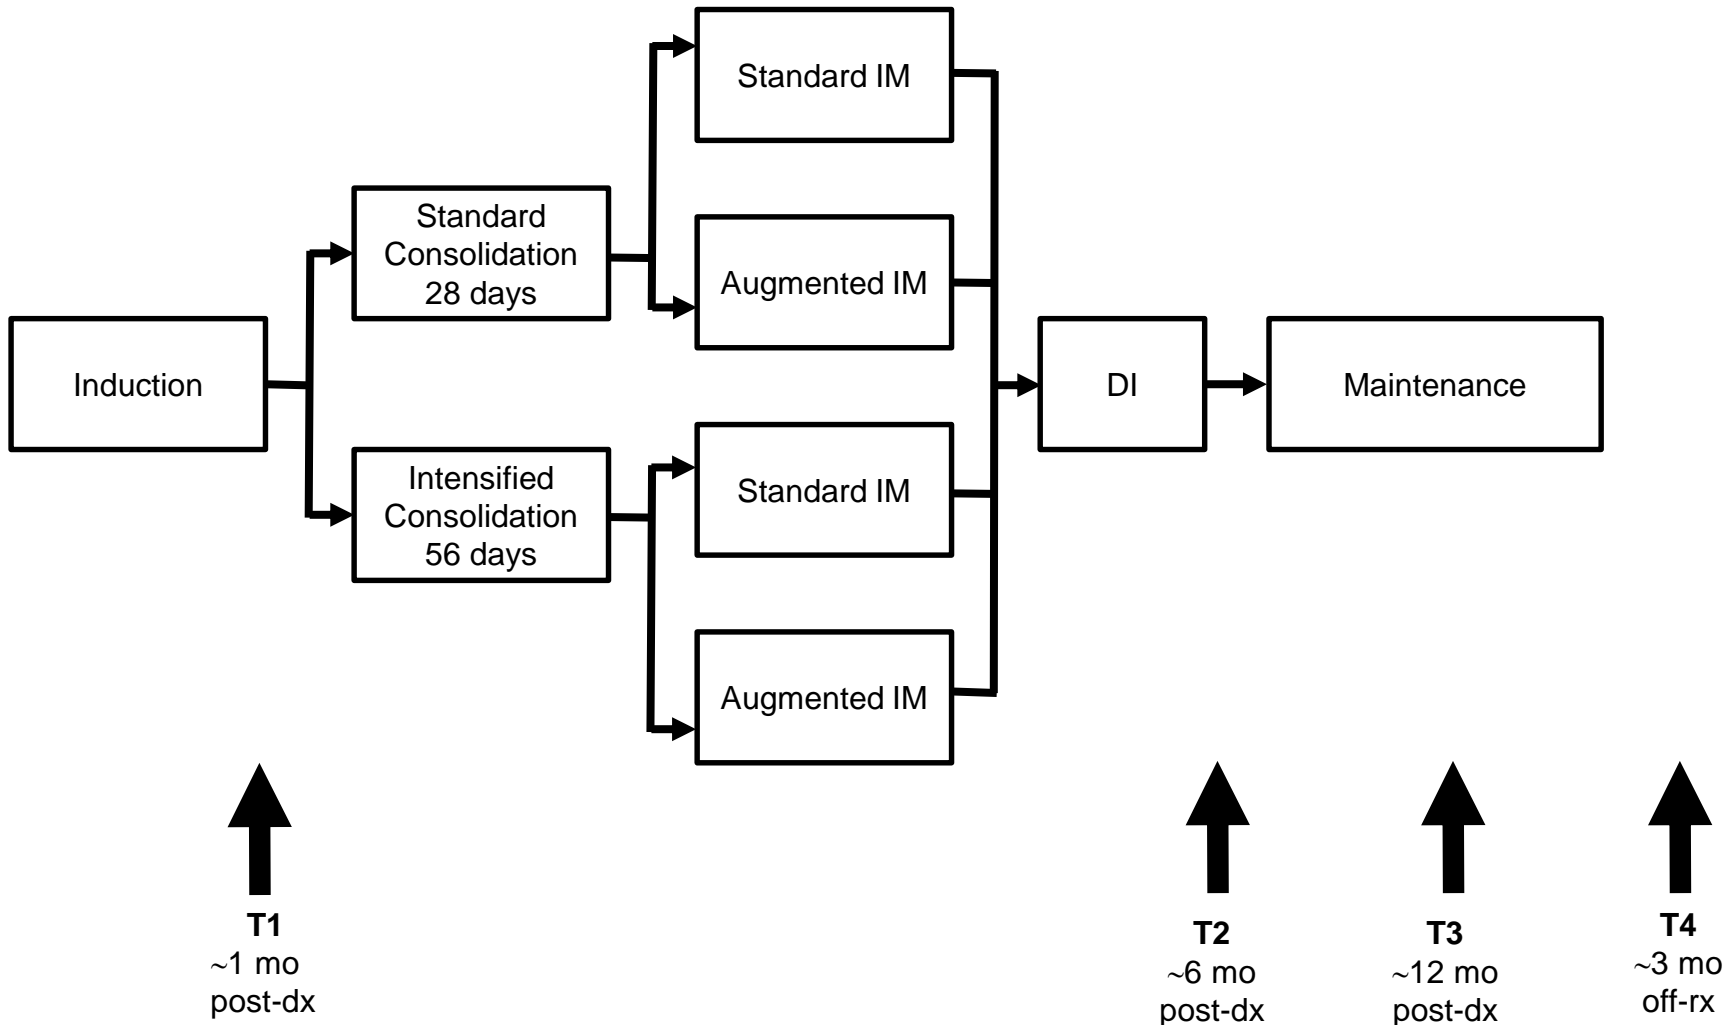 Standard IM
Standard
Consolidation
28 days
Augmented IM
Induction
DI
Maintenance
Intensified
Consolidation
56 days
Standard IM
Augmented IM
T1
~1 mo
post-dx
T2
~6 mo
post-dx
T3
~12 mo
post-dx
T4
~3 mo
off-rx